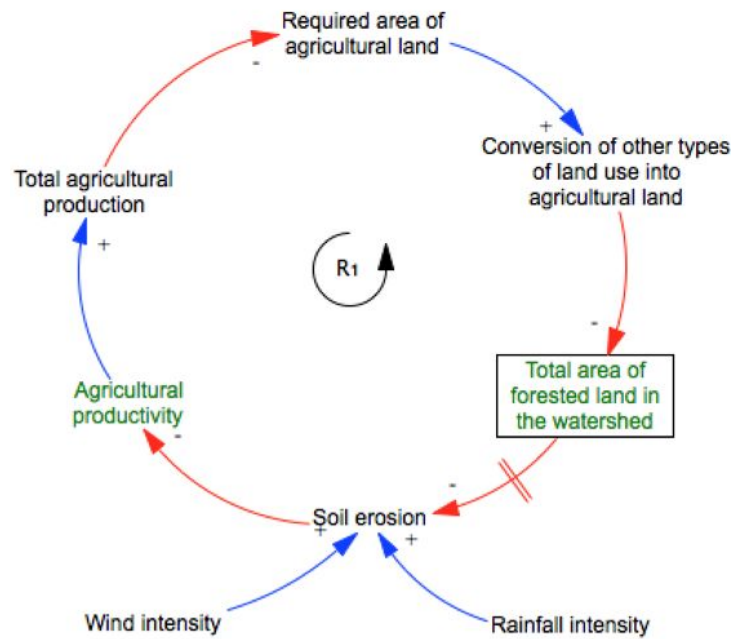 Required area of
agricultural land
-
+
Conversion of other types
of land use into
agricultural land
Total agricultural
production
+
R1
-
Total area of
forested land in
the watershed
Agricultural
productivity
-
-
Soil erosion
+
+
Wind intensity
Rainfall intensity